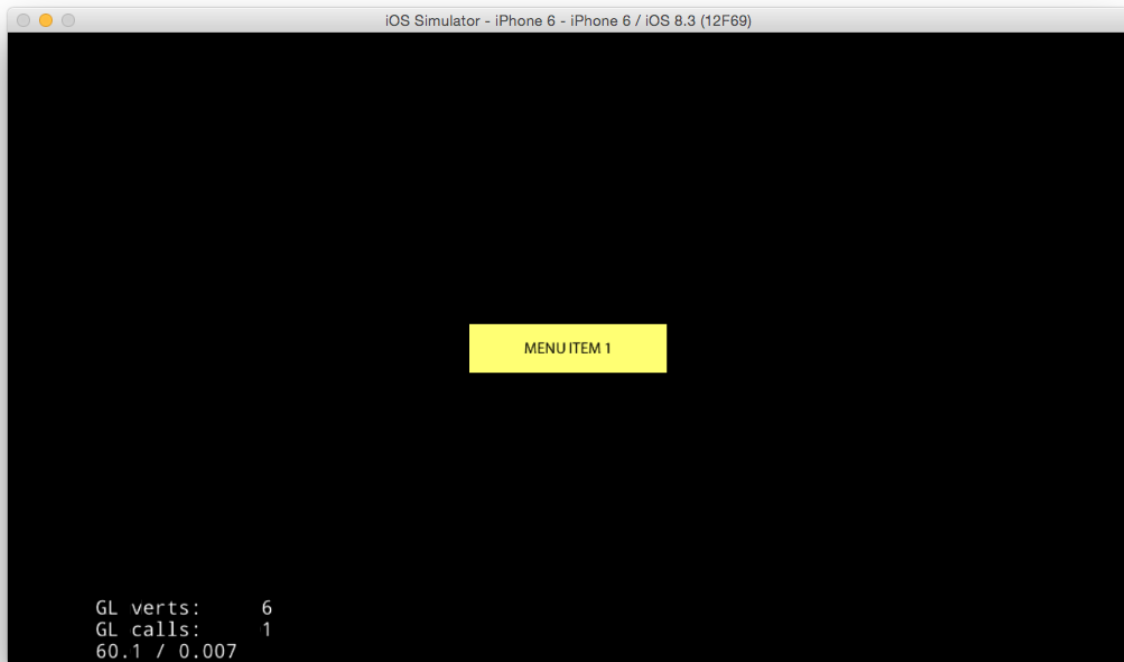 iOS Simulator - iPhone 6 - iPhone 6 / iOS 8.3 (12F69)
MENU ITEM 1
GL verts: 6
GL calls: 1
60.1 / 0.007